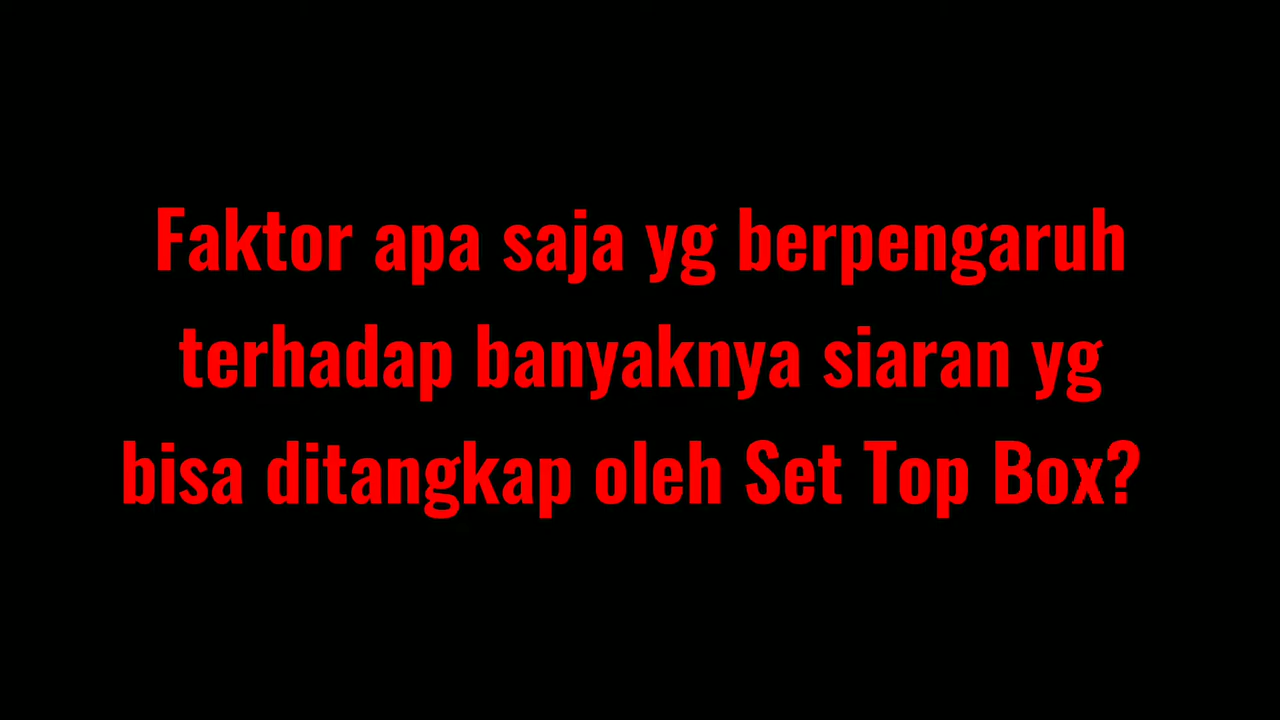 Faktor apa saja yg berpengaruh
terhadap banyaknya siaran yg
bisa ditangkap oleh Set Top Box?